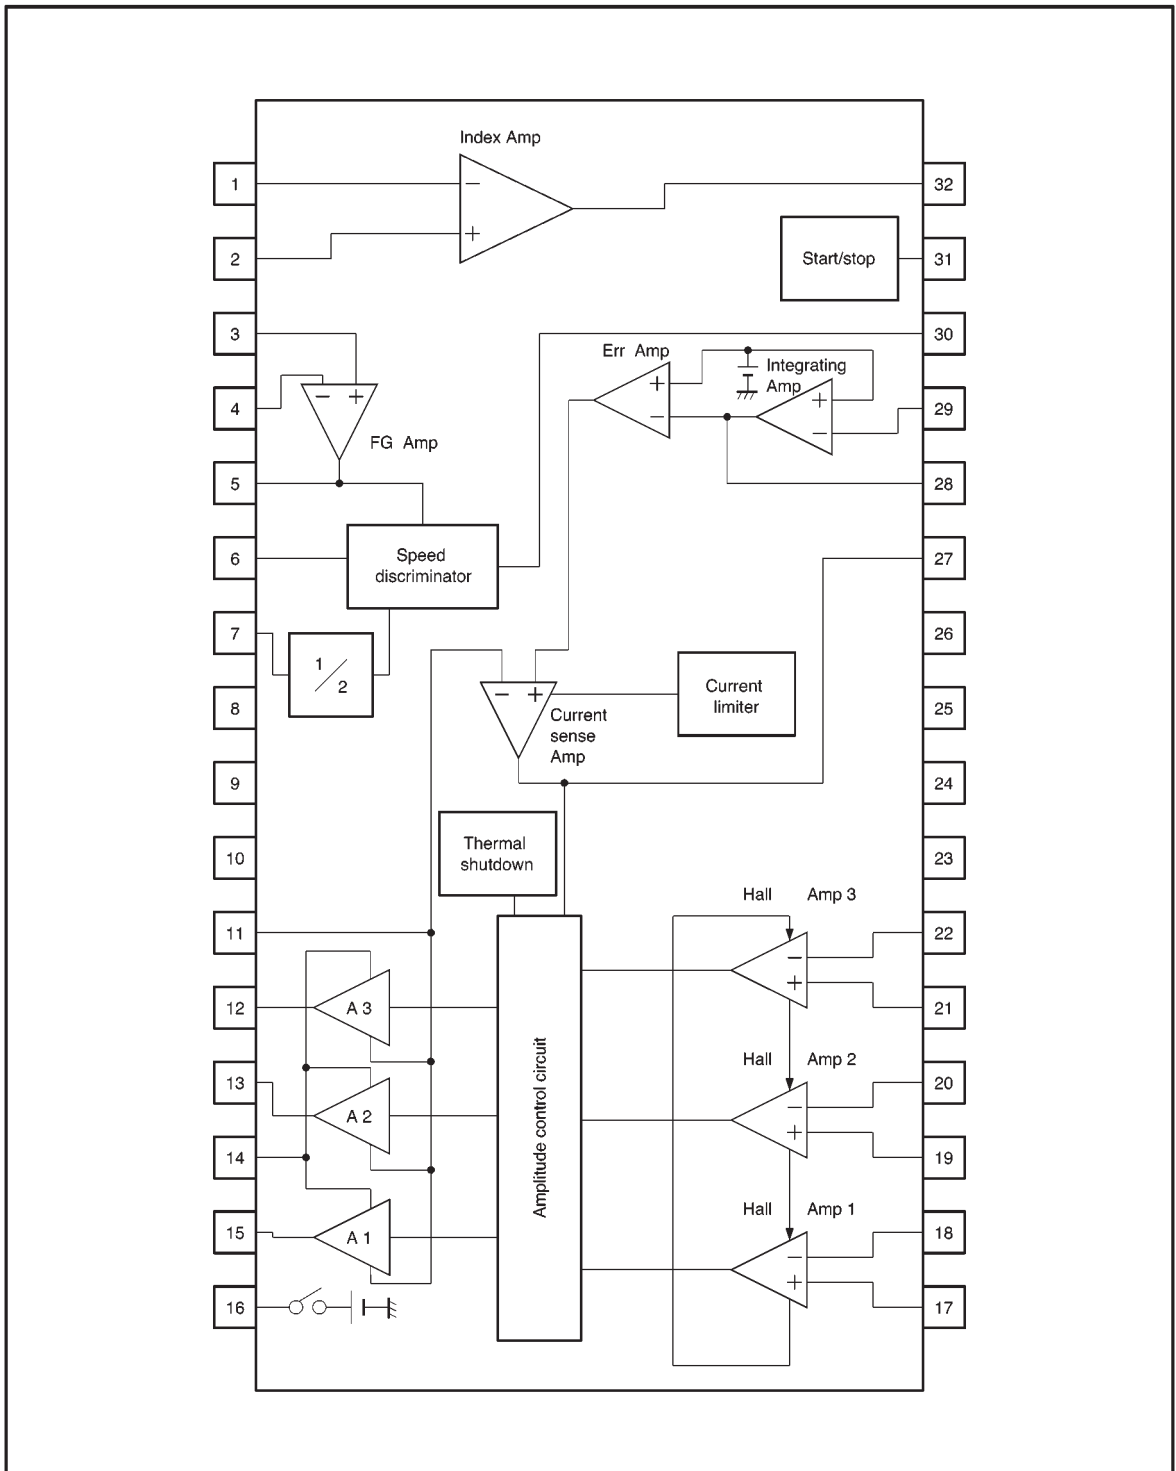 Index Amp
1
−
32
+
2
Start/stop
31
3
30
Err Amp
+
Integrating
Amp
4
− +
−
+
29
−
FG Amp
5
28
6
Speed
discriminator
27
7
26
1/2
− +
Current
limiter
8
25
Current
sense
Amp
9
24
Thermal
shutdown
10
23
Hall Amp 3
11
22
−
+
12
A 3
21
Amplitude control circuit
Hall Amp 2
13
20
−
A 2
+
14
19
Hall Amp 1
15
18
A 1
−
+
16
17